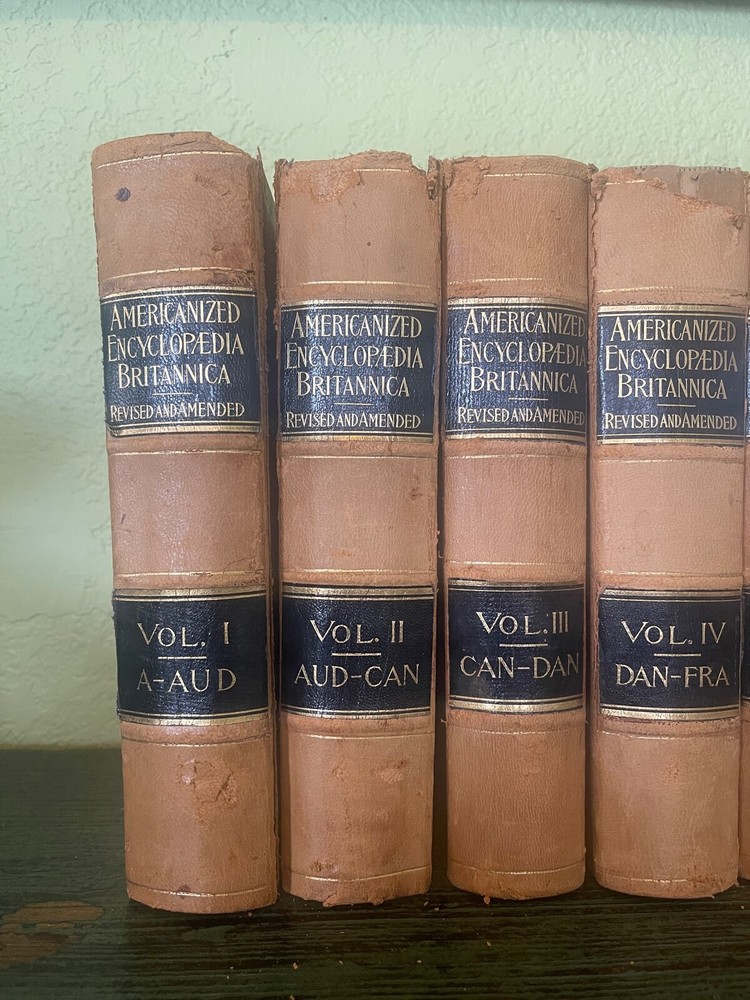 AMERICANIZED
ENCYCLOPÆDIA
BRITANNICA
REVISED AND AMENDED
VOL. I
A-AUD
AMERICANIZED
ENCYCLOPÆDIA
BRITANNICA
REVISED AND AMENDED
VOL. II
AUD-CAN
AMERICANIZED
ENCYCLOPÆDIA
BRITANNICA
REVISED AND AMENDED
VOL. III
CAN-DAN
AMERICANIZED
ENCYCLOPÆDIA
BRITANNICA
REVISED AND AMENDED
VOL. IV
DAN-FRA